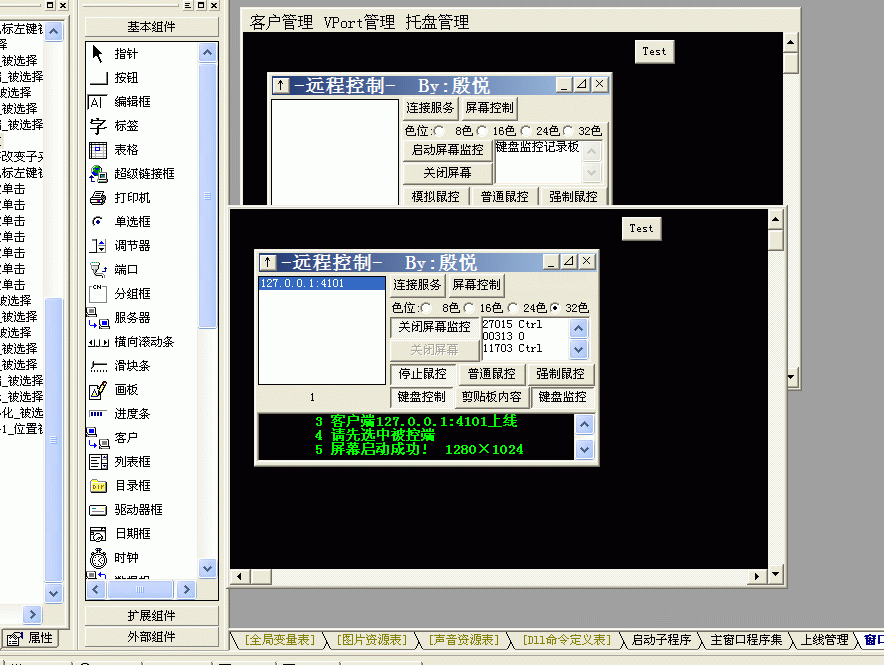 客户管理 VPort管理 托盘管理
Test
-远程控制- By:殷悦
连接服务 屏幕控制
色位: 8色 16色 24色 32色
启动屏幕监控
键盘监控记录板
关闭屏幕
模拟鼠控 普通鼠控 强制鼠控
Test
-远程控制- By:殷悦
127.0.0.1:4101
连接服务 屏幕控制
色位: 8色 16色 24色 32色
关闭屏幕监控
27015 Ctrl
00313 0
11703 Ctrl
关闭屏幕
停止鼠控 普通鼠控 强制鼠控
1
键盘控制 剪贴板内容 键盘监控
3 客户端127.0.0.1:4101上线
4 请先选中被控端
5 屏幕启动成功! 1280×1024
基本组件
指针
按钮
编辑框
标签
表格
超级链接框
打印机
单选框
调节器
端口
分组框
服务器
横向滚动条
滑块条
画板
进度条
客户
列表框
目录框
驱动器框
日期框
时钟
扩展组件
外部组件
标左键
被选择
_被选择
被选择
_被选择
_被选择
改变子夹
标左键
单击
单击
单击
单击
单击
单击
单击
被选择
_被选择
被选择
_被选择
_被选择
_被选择
_被选择
化_被选
1_位置
属性
[全局变量表] [图片资源表] [声音资源表] [Dll命令定义表] 启动子程序 主窗口程序集 上线管理 窗口